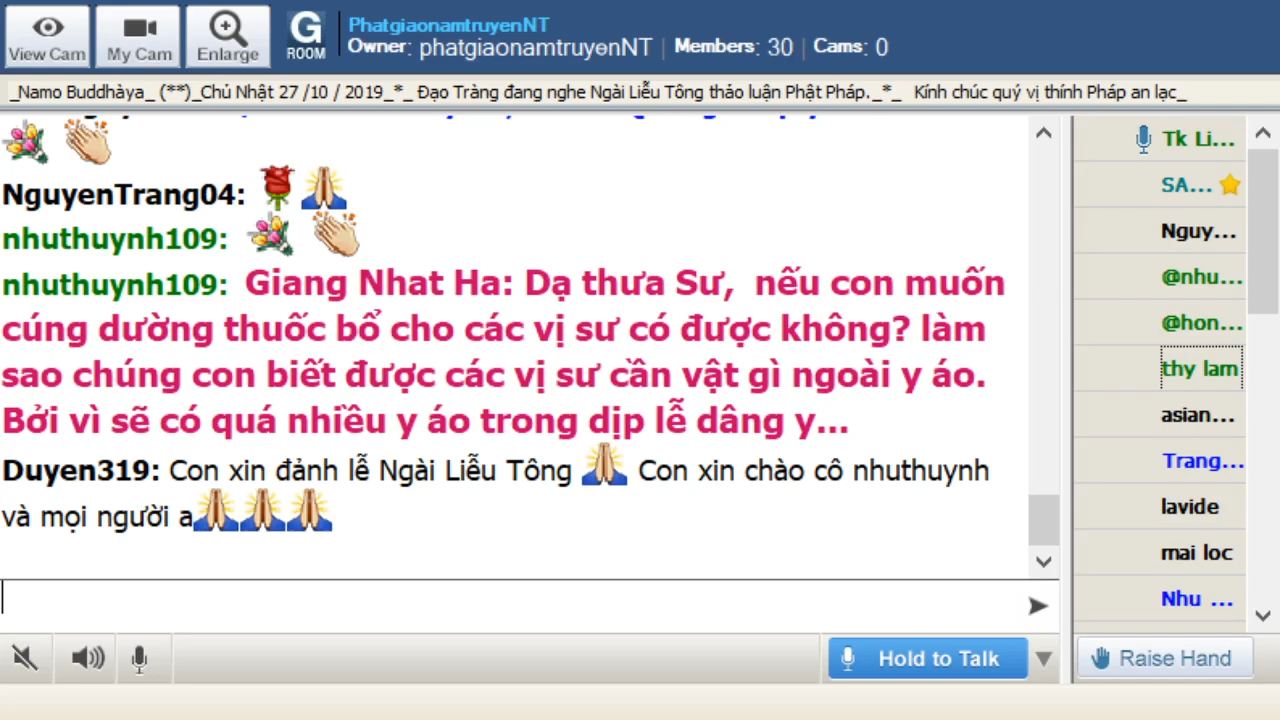 PhatgiaonamtruyenNT
View Cam
My Cam
Enlarge
G ROOM
Owner: phatgiaonamtruyenNT | Members: 30 | Cams: 0
_Namo Buddhàya_ (**)_Chủ Nhật 27 /10 / 2019_*_ Đạo Tràng đang nghe Ngài Liễu Tông thảo luận Phật Pháp._*_ Kính chúc quý vị thính Pháp an lạc_
NguyenTrang04:
nhuthuynh109:
nhuthuynh109: Giang Nhat Ha: Dạ thưa Sư, nếu con muốn
cúng dường thuốc bổ cho các vị sư có được không? làm
sao chúng con biết được các vị sư cần vật gì ngoài y áo.
Bởi vì sẽ có quá nhiều y áo trong dịp lễ dâng y...
Duyen319: Con xin đảnh lễ Ngài Liễu Tông Con xin chào cô nhuthuynh
và mọi người a
Tk Li...
SA...
Nguy...
@nhu...
@hon...
thy lam
asian...
Trang...
lavide
mai loc
Nhu ...
Hold to Talk
Raise Hand